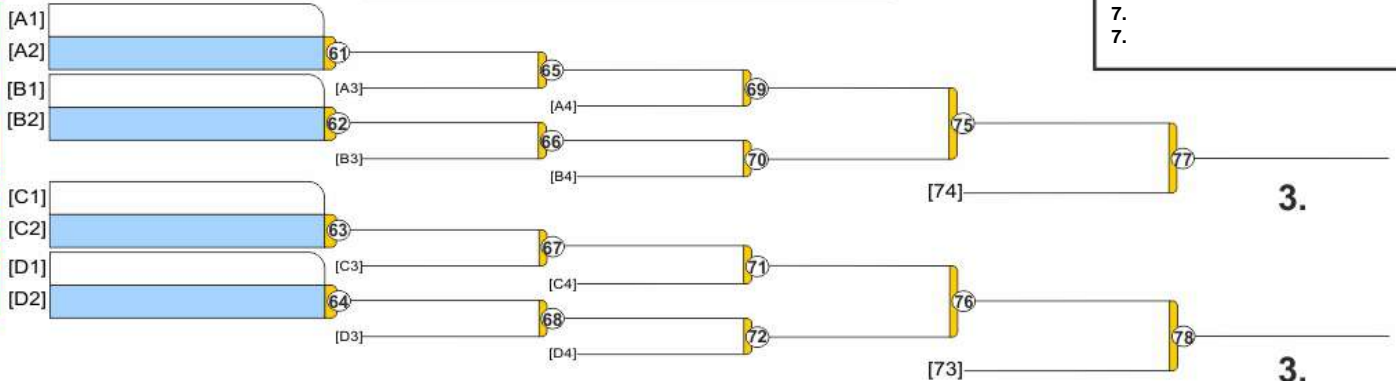 7.
7.
[A1]
[A2]
61
65
[A3]
69
[B1]
[A4]
[B2]
62
75
66
[B3]
70
77
[B4]
[C1]
[74]
3.
[C2]
63
67
[D1]
[C3]
71
[C4]
[D2]
64
76
68
[D3]
72
78
[D4]
[73]
3.